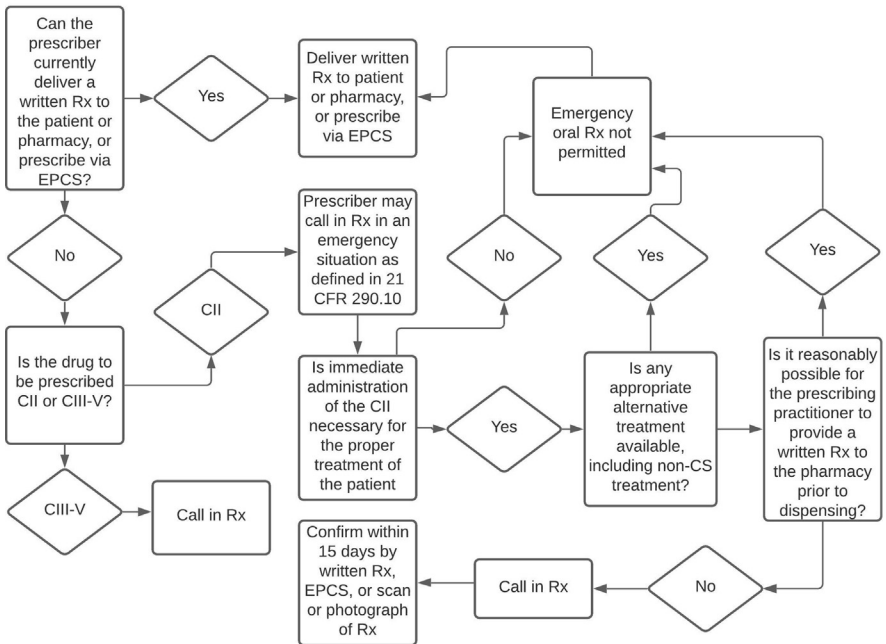 Can the
prescriber
currently
deliver a
written Rx to
the patient or
pharmacy, or
prescribe via
EPCS?
Yes
Deliver written
Rx to patient
or pharmacy,
or prescribe
via EPCS
Emergency
oral Rx not
permitted
No
Prescriber may
call in Rx in an
emergency
situation as
defined in 21
CFR 290.10
CII
No
Yes
Yes
Is the drug to
be prescribed
CII or CIII-V?
Is immediate
administration
of the CII
necessary for
the proper
treatment of
the patient
Yes
Is any
appropriate
alternative
treatment
available,
including non-CS
treatment?
Is it reasonably
possible for
the prescribing
practitioner to
provide a
written Rx to
the pharmacy
prior to
dispensing?
CIII-V
Call in Rx
Confirm within
15 days by
written Rx,
EPCS, or scan
or photograph
of Rx
Call in Rx
No